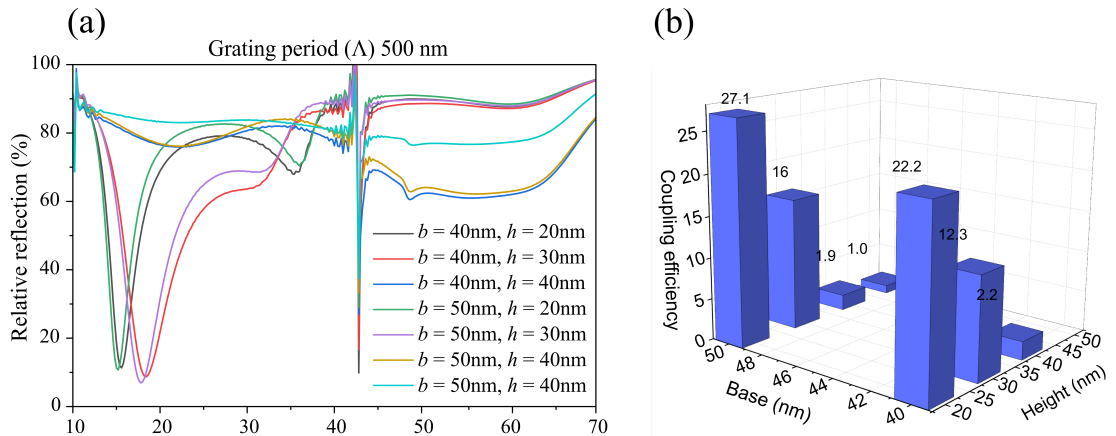 (a)
Grating period (Λ) 500 nm
Relative reflection (%)
100
80
60
40
20
0
10
20
30
40
50
60
70
b = 40nm, h = 20nm
b = 40nm, h = 30nm
b = 40nm, h = 40nm
b = 50nm, h = 20nm
b = 50nm, h = 30nm
b = 50nm, h = 40nm
b = 50nm, h = 40nm
(b)
Coupling efficiency
25
20
15
10
5
0
27.1
16
1.9
1.0
22.2
12.3
2.2
50
48
46
44
42
40
Base (nm)
20
25
30
35
40
45
50
Height (nm)